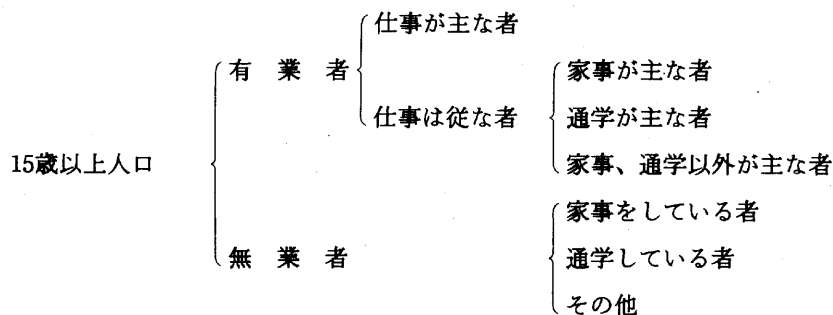 仕事が主な者
有業者
家事が主な者
仕事は従な者
通学が主な者
15歳以上人口
家事、通学以外が主な者
家事をしている者
無業者
通学している者
その他